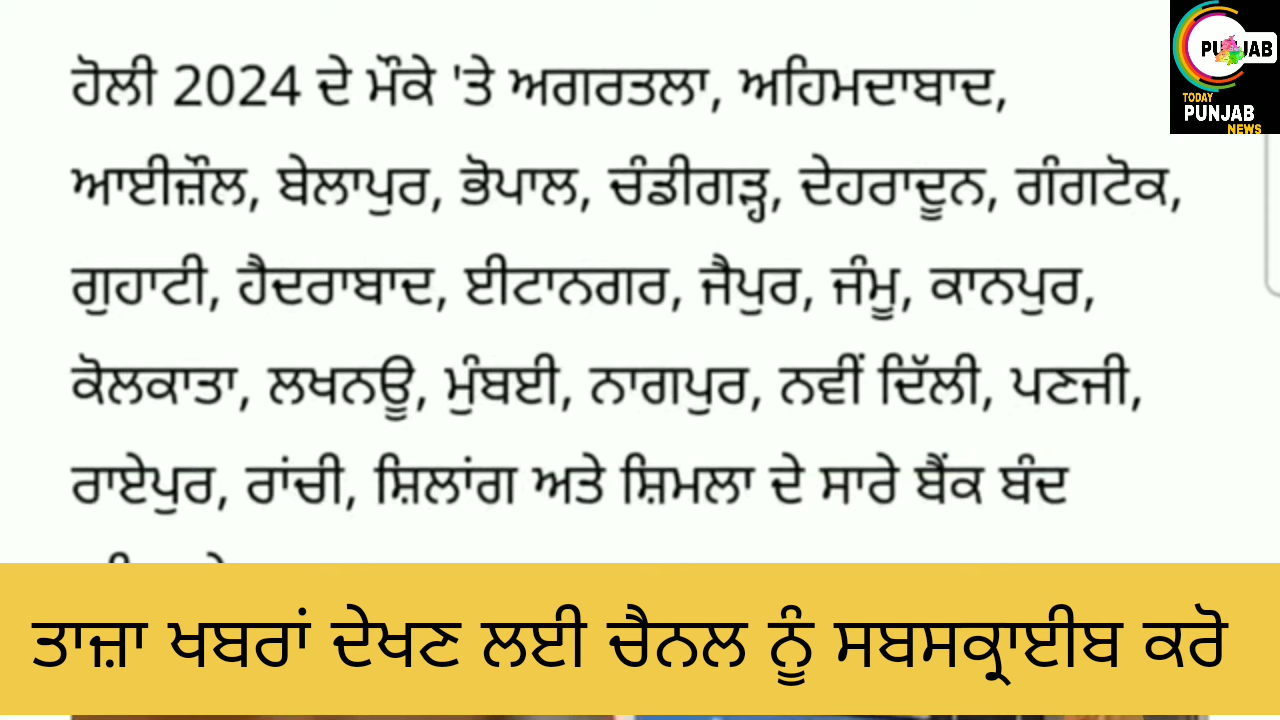 ਹੋਲੀ 2024 ਦੇ ਮੌਕੇ 'ਤੇ ਅਗਰਤਲਾ, ਅਹਿਮਦਾਬਾਦ,
ਆਈਜ਼ੌਲ, ਬੇਲਾਪੁਰ, ਭੋਪਾਲ, ਚੰਡੀਗੜ੍ਹ, ਦੇਹਰਾਦੂਨ, ਗੰਗਟੋਕ,
ਗੁਹਾਟੀ, ਹੈਦਰਾਬਾਦ, ਈਟਾਨਗਰ, ਜੈਪੁਰ, ਜੰਮੂ, ਕਾਨਪੁਰ,
ਕੋਲਕਾਤਾ, ਲਖਨਊ, ਮੁੰਬਈ, ਨਾਗਪੁਰ, ਨਵੀਂ ਦਿੱਲੀ, ਪਣਜੀ,
ਰਾਏਪੁਰ, ਰਾਂਚੀ, ਸ਼ਿਲਾਂਗ ਅਤੇ ਸ਼ਿਮਲਾ ਦੇ ਸਾਰੇ ਬੈਂਕ ਬੰਦ
ਤਾਜ਼ਾ ਖਬਰਾਂ ਦੇਖਣ ਲਈ ਚੈਨਲ ਨੂੰ ਸਬਸਕ੍ਰਾਈਬ ਕਰੋ
PUNJAB
TODAY
PUNJAB
NEWS